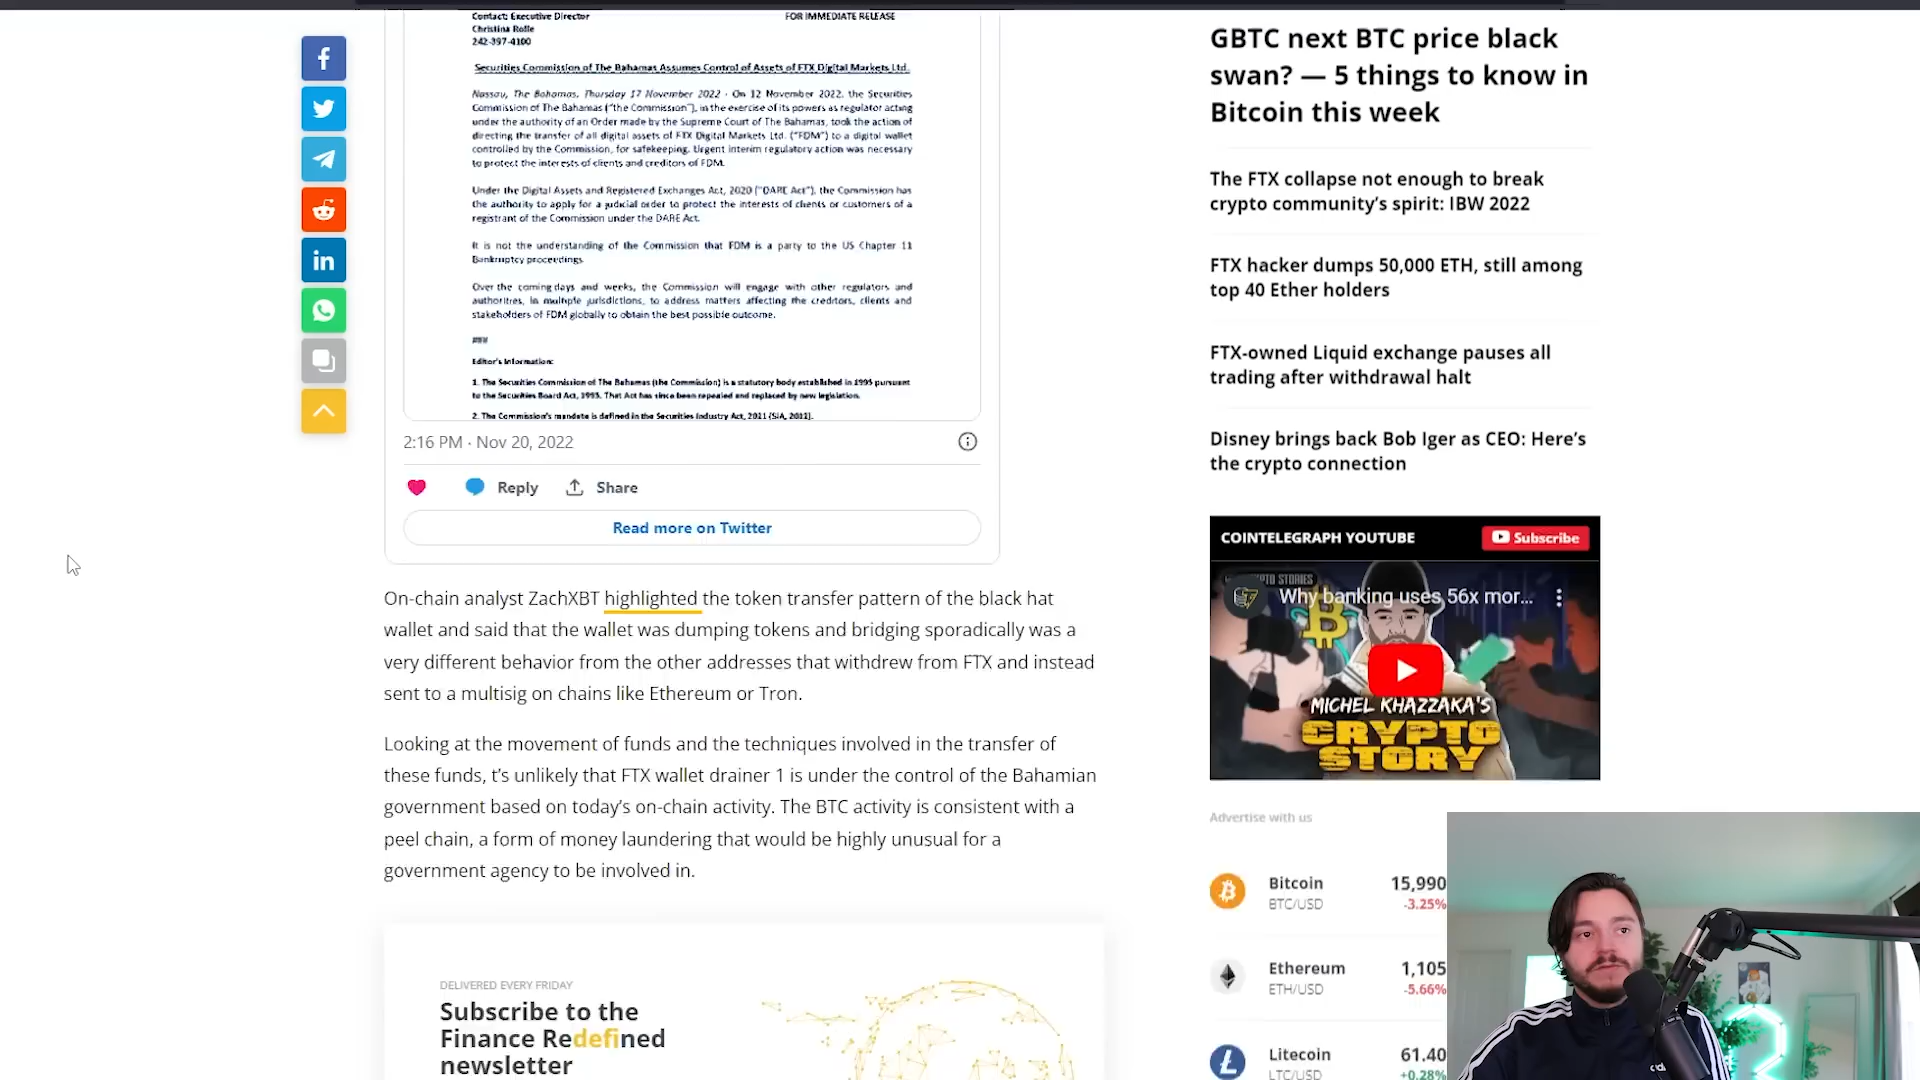 Contact: Executive Director
FOR IMMEDIATE RELEASE
Christina Rolle
242-397-4100
Securities Commission of The Bahamas Assumes Control of Assets of FTX Digital Markets Ltd.
Nassau, The Bahamas, Thursday 17 November 2022 - On 12 November 2022, the Securities
Commission of The Bahamas ("the Commission"), in the exercise of its powers as regulator acting
under the authority of an Order made by the Supreme Court of The Bahamas, took the action of
directing the transfer of all digital assets of FTX Digital Markets Ltd. ("FDM") to a digital wallet
controlled by the Commission, for safekeeping. Urgent interim regulatory action was necessary
to protect the interests of clients and creditors of FDM.
Under the Digital Assets and Registered Exchanges Act, 2020 ("DARE Act"), the Commission has
the authority to apply for a judicial order to protect the interests of clients or customers of a
registrant of the Commission under the DARE Act.
It is not the understanding of the Commission that FDM is a party to the US Chapter 11
Bankruptcy proceedings.
Over the coming days and weeks, the Commission will engage with other regulators and
authorities, in multiple jurisdictions, to address matters affecting the creditors, clients and
stakeholders of FDM globally to obtain the best possible outcome.
###
Editor's Information:
1. The Securities Commission of The Bahamas (the Commission) is a statutory body established in 1995 pursuant
to the Securities Board Act, 1995. That Act has since been repealed and replaced by new legislation.
2. The Commission's mandate is defined in the Securities Industry Act, 2011 (SIA, 2011).
2:16 PM · Nov 20, 2022
Reply
Share
Read more on Twitter
On-chain analyst ZachXBT highlighted the token transfer pattern of the black hat
wallet and said that the wallet was dumping tokens and bridging sporadically was a
very different behavior from the other addresses that withdrew from FTX and instead
sent to a multisig on chains like Ethereum or Tron.
Looking at the movement of funds and the techniques involved in the transfer of
these funds, t's unlikely that FTX wallet drainer 1 is under the control of the Bahamian
government based on today's on-chain activity. The BTC activity is consistent with a
peel chain, a form of money laundering that would be highly unusual for a
government agency to be involved in.
DELIVERED EVERY FRIDAY
Subscribe to the
Finance Redefined
newsletter
GBTC next BTC price black
swan? — 5 things to know in
Bitcoin this week
The FTX collapse not enough to break
crypto community's spirit: IBW 2022
FTX hacker dumps 50,000 ETH, still among
top 40 Ether holders
FTX-owned Liquid exchange pauses all
trading after withdrawal halt
Disney brings back Bob Iger as CEO: Here's
the crypto connection
COINTELEGRAPH YOUTUBE
Subscribe
Why banking uses 56x mor...
MICHEL KHAZZAKA'S
CRYPTO
STORY
Advertise with us
Bitcoin
15,990
BTC/USD
-3.25%
Ethereum
1,105
ETH/USD
-5.66%
Litecoin
61.40
LTC/USD
+0.28%